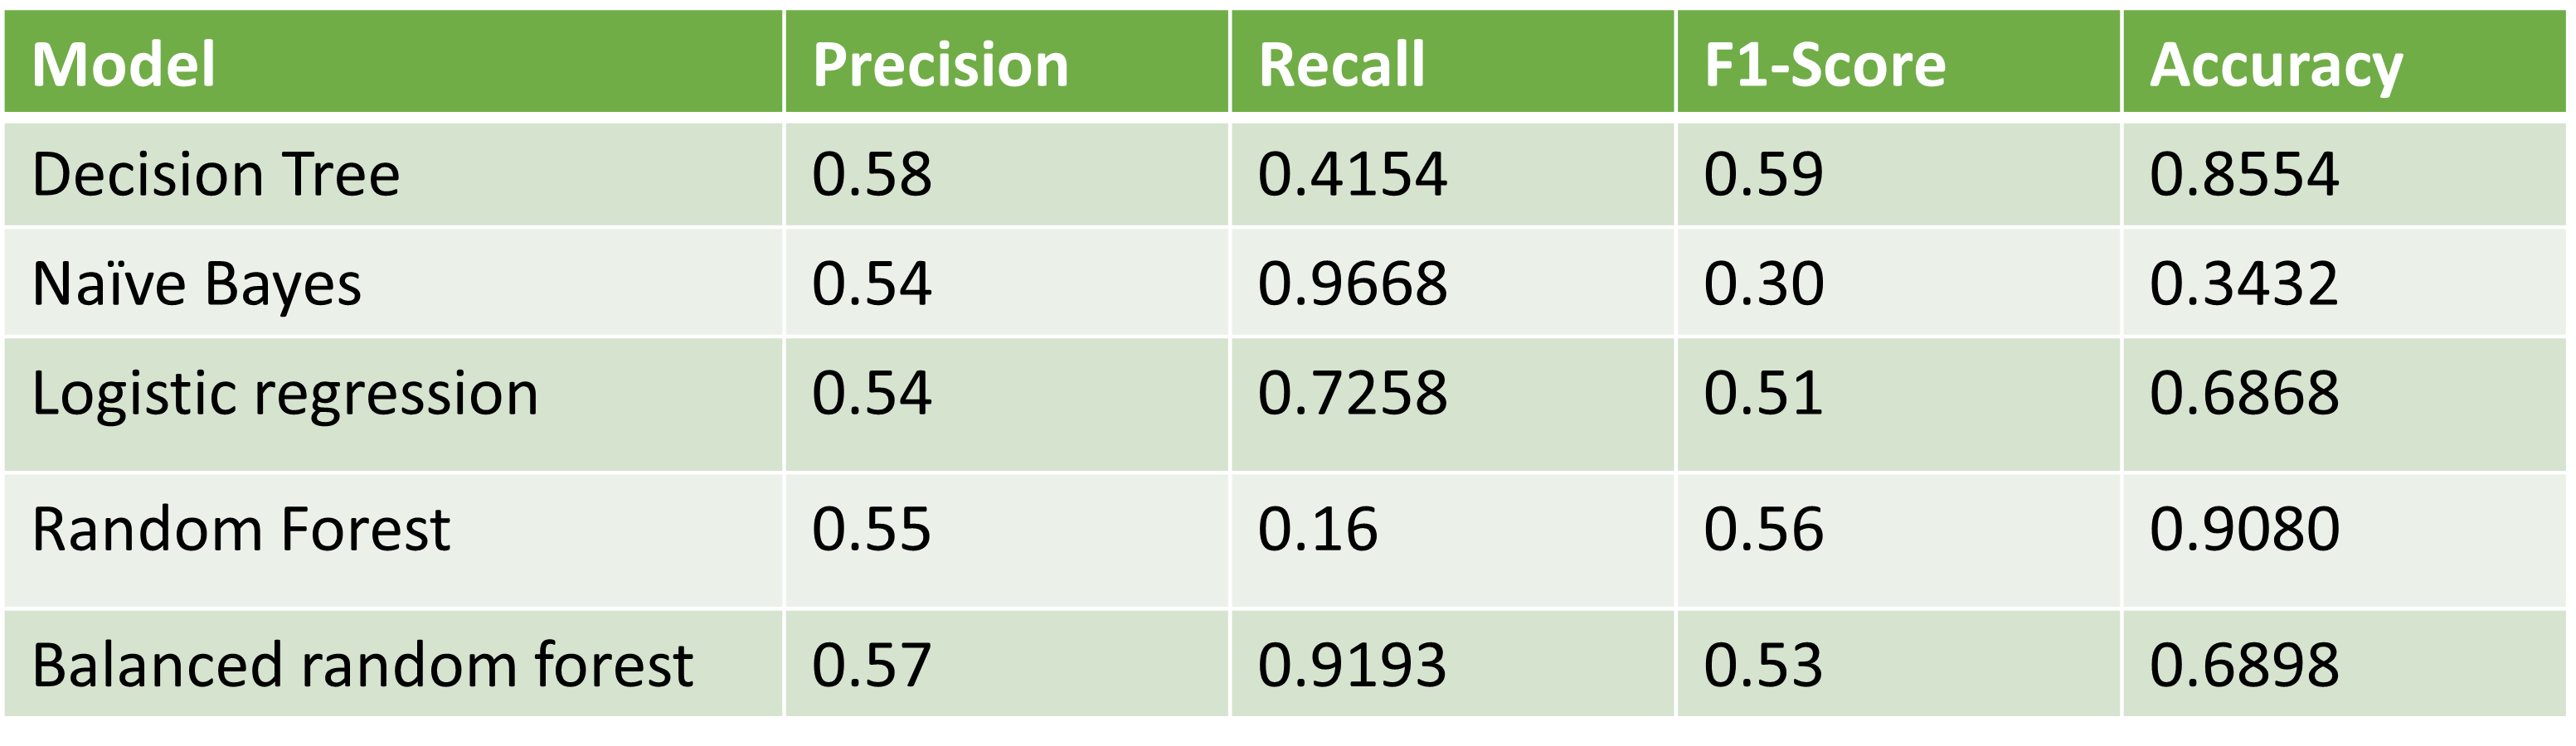 Model Precision Recall F1-Score Accuracy
Decision Tree 0.58 0.4154 0.59 0.8554
Naïve Bayes 0.54 0.9668 0.30 0.3432
Logistic regression 0.54 0.7258 0.51 0.6868
Random Forest 0.55 0.16 0.56 0.9080
Balanced random forest 0.57 0.9193 0.53 0.6898